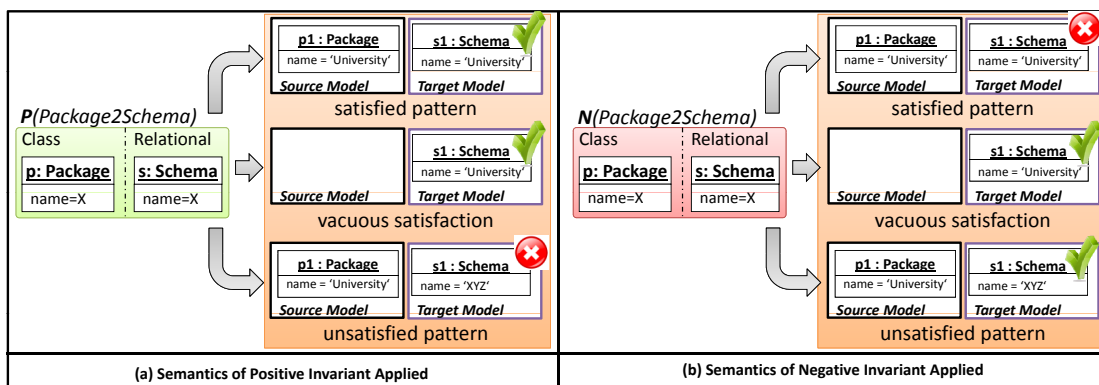 P(Package2Schema)
Class
Relational
p: Package
s: Schema
name=X
name=X
p1 : Package
s1 : Schema
name = ‘University‘
name = ‘University‘
Source Model
Target Model
satisfied pattern
s1 : Schema
name = ‘University‘
Source Model
Target Model
vacuous satisfaction
p1 : Package
s1 : Schema
name = ‘University‘
name = ‘XYZ‘
Source Model
Target Model
unsatisfied pattern
(a) Semantics of Positive Invariant Applied
N(Package2Schema)
Class
Relational
p: Package
s: Schema
name=X
name=X
p1 : Package
s1 : Schema
name = ‘University‘
name = ‘University‘
Source Model
Target Model
satisfied pattern
s1 : Schema
name = ‘University‘
Source Model
Target Model
vacuous satisfaction
p1 : Package
s1 : Schema
name = ‘University‘
name = ‘XYZ‘
Source Model
Target Model
unsatisfied pattern
(b) Semantics of Negative Invariant Applied